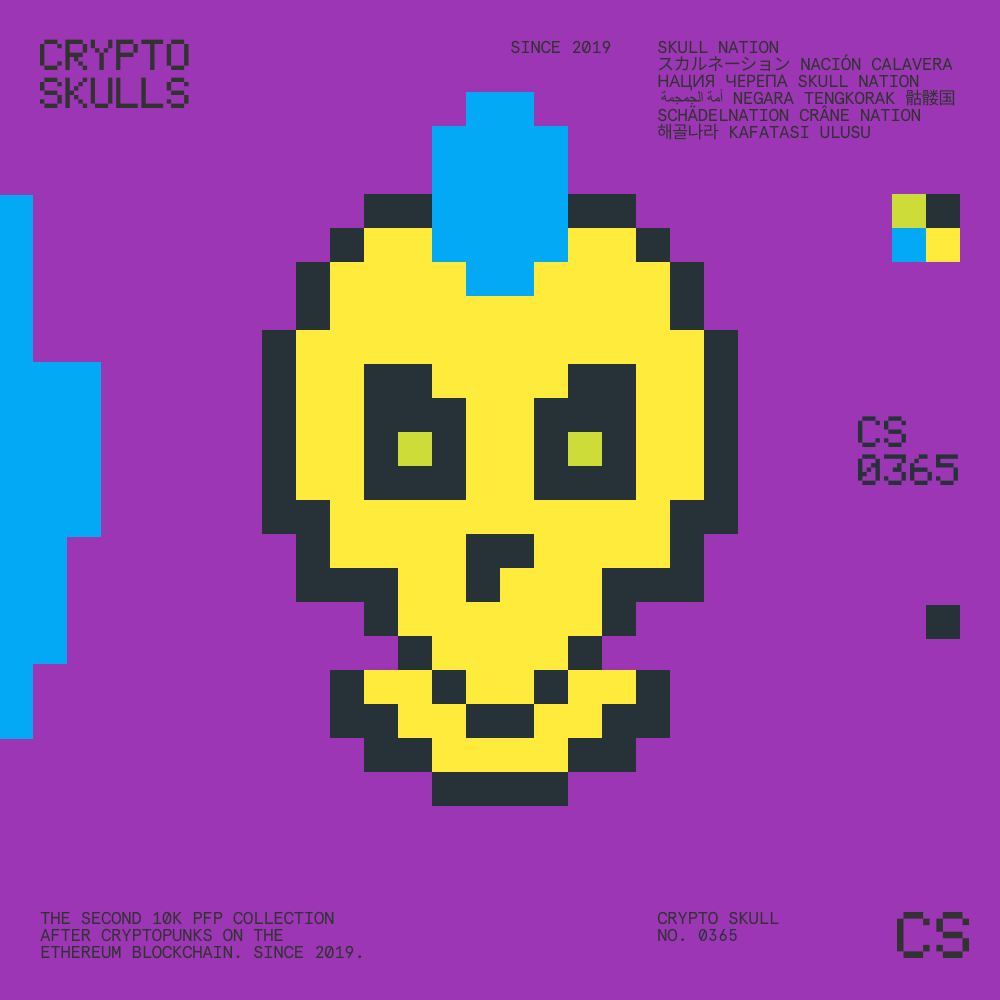 CRYPTO
SKULLS
SINCE 2019
SKULL NATION
スカルネーション NACIÓN CALAVERA
НАЦИЯ ЧЕРЕПА SKULL NATION
أمة الجمجمة NEGARA TENGKORAK 骷髅国
SCHÄDELNATION CRÂNE NATION
해골나라 KAFATASI ULUSU
CS
0365
THE SECOND 10K PFP COLLECTION
AFTER CRYPTOPUNKS ON THE
ETHEREUM BLOCKCHAIN. SINCE 2019.
CRYPTO SKULL
NO. 0365
CS